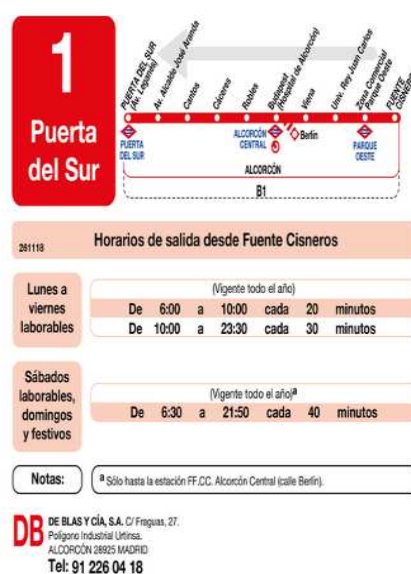 1
Puerta
del Sur
PUERTA DEL SUR
(Av. Leganés)
Av. Alcalde José Aranda
Cantos
Cáceres
Robles
Budapest
(Hospital de Alcorcón)
Viena
Univ. Rey Juan Carlos
Zona Comercial
Parque Oeste
FUENTE
CISNEROS
PUERTA
DEL SUR
ALCORCÓN
CENTRAL
Berlín
PARQUE
OESTE
ALCORCÓN
B1
261118
Horarios de salida desde Fuente Cisneros
Lunes a
viernes
laborables
(Vigente todo el año)
De 6:00 a 10:00 cada 20 minutos
De 10:00 a 23:30 cada 30 minutos
Sábados
laborables,
domingos
y festivos
(Vigente todo el año)a
De 6:30 a 21:50 cada 40 minutos
Notas:
a Sólo hasta la estación FF.CC. Alcorcón Central (calle Berlín).
DB
DE BLAS Y CÍA, S.A. C/ Fraguas, 27.
Polígono Industrial Urtinsa.
ALCORCÓN 28925 MADRID
Tel: 91 226 04 18